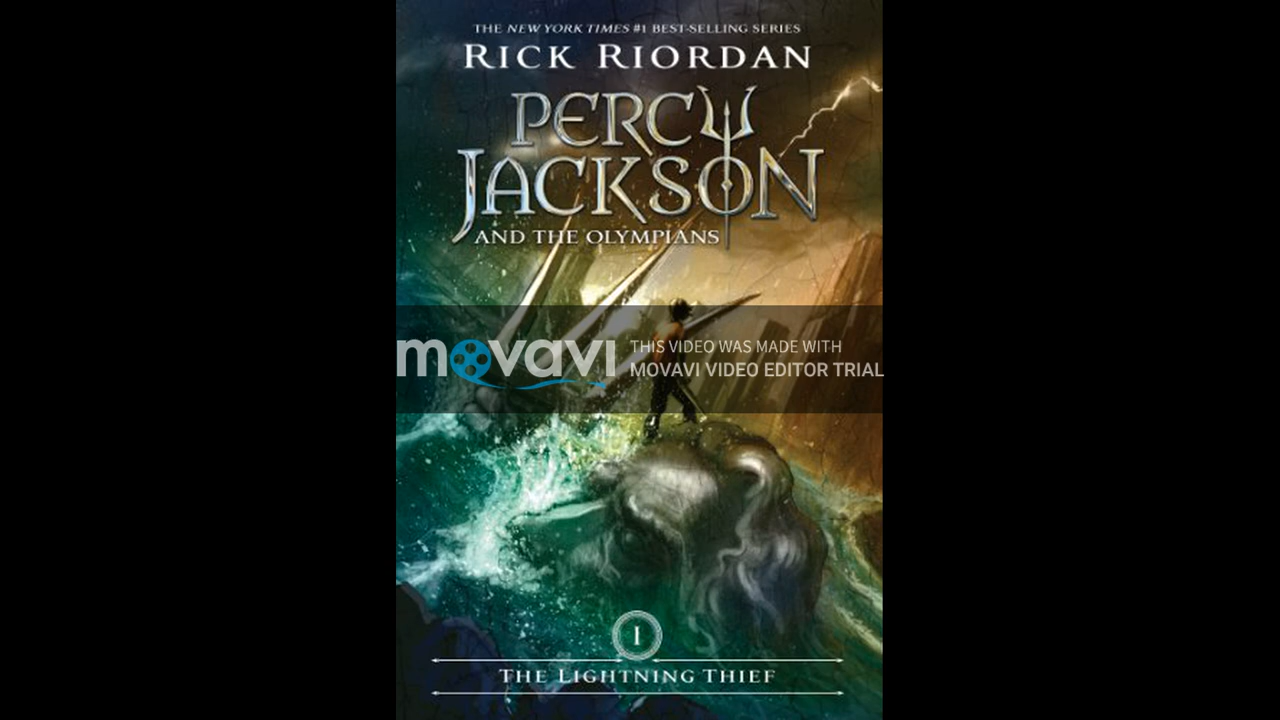 THE NEW YORK TIMES #1 BEST-SELLING SERIES
RICK RIORDAN
PERCY
JACKSON
AND THE OLYMPIANS
movavi
THIS VIDEO WAS MADE WITH
MOVAVI VIDEO EDITOR TRIAL
I
THE LIGHTNING THIEF